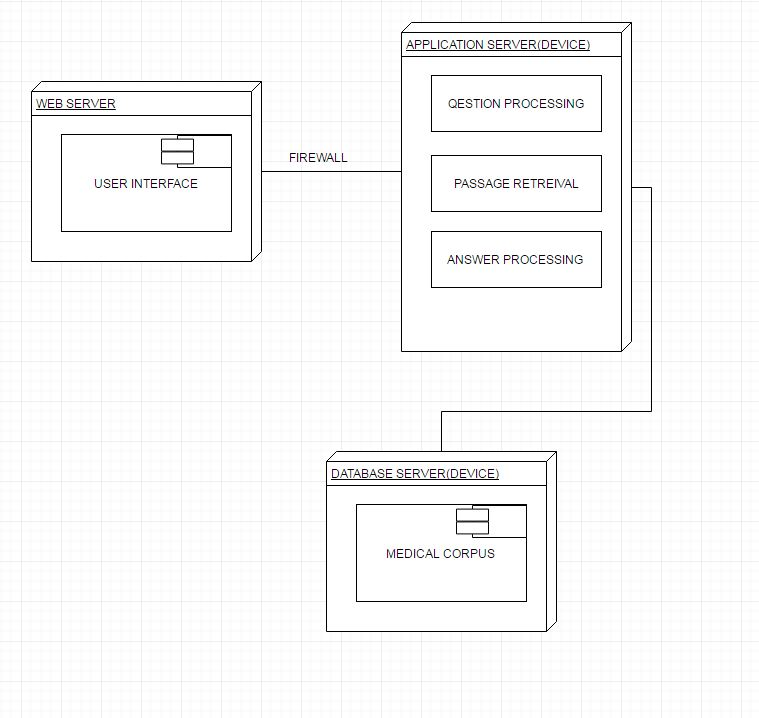 WEB SERVER
USER INTERFACE
FIREWALL
APPLICATION SERVER(DEVICE)
QESTION PROCESSING
PASSAGE RETREIVAL
ANSWER PROCESSING
DATABASE SERVER(DEVICE)
MEDICAL CORPUS